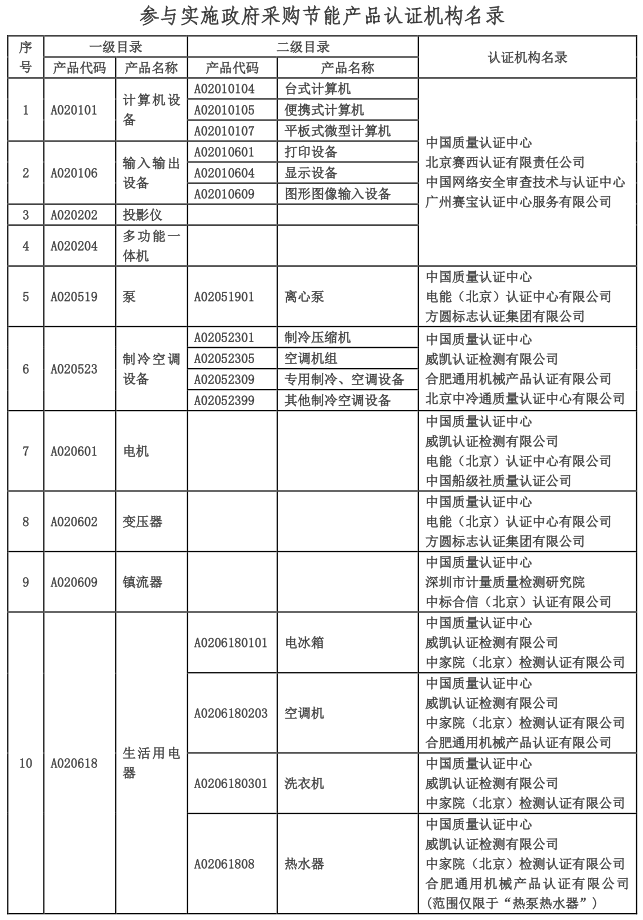 参与实施政府采购节能产品认证机构名录
序号 一级目录 二级目录 认证机构名录
产品代码 产品名称 产品代码 产品名称
1 A020101 计算机设备 A02010104 台式计算机
A02010105 便携式计算机
A02010107 平板式微型计算机
2 A020106 输入输出设备 A02010601 打印设备
A02010604 显示设备
A02010609 图形图像输入设备
3 A020202 投影仪
4 A020204 多功能一体机
中国质量认证中心
北京赛西认证有限责任公司
中国网络安全审查技术与认证中心
广州赛宝认证中心服务有限公司
5 A020519 泵 A02051901 离心泵
中国质量认证中心
电能（北京）认证中心有限公司
方圆标志认证集团有限公司
6 A020523 制冷空调设备 A02052301 制冷压缩机
A02052305 空调机组
A02052309 专用制冷、空调设备
A02052399 其他制冷空调设备
中国质量认证中心
威凯认证检测有限公司
合肥通用机械产品认证有限公司
北京中冷通质量认证中心有限公司
7 A020601 电机
中国质量认证中心
威凯认证检测有限公司
电能（北京）认证中心有限公司
中国船级社质量认证公司
8 A020602 变压器
中国质量认证中心
电能（北京）认证中心有限公司
方圆标志认证集团有限公司
9 A020609 镇流器
中国质量认证中心
深圳市计量质量检测研究院
中标合信（北京）认证有限公司
10 A020618 生活用电器 A0206180101 电冰箱
中国质量认证中心
威凯认证检测有限公司
中家院（北京）检测认证有限公司
A0206180203 空调机
中国质量认证中心
威凯认证检测有限公司
中家院（北京）检测认证有限公司
合肥通用机械产品认证有限公司
A0206180301 洗衣机
中国质量认证中心
威凯认证检测有限公司
中家院（北京）检测认证有限公司
A02061808 热水器
中国质量认证中心
威凯认证检测有限公司
中家院（北京）检测认证有限公司
合肥通用机械产品认证有限公司
(范围仅限于“热泵热水器”)